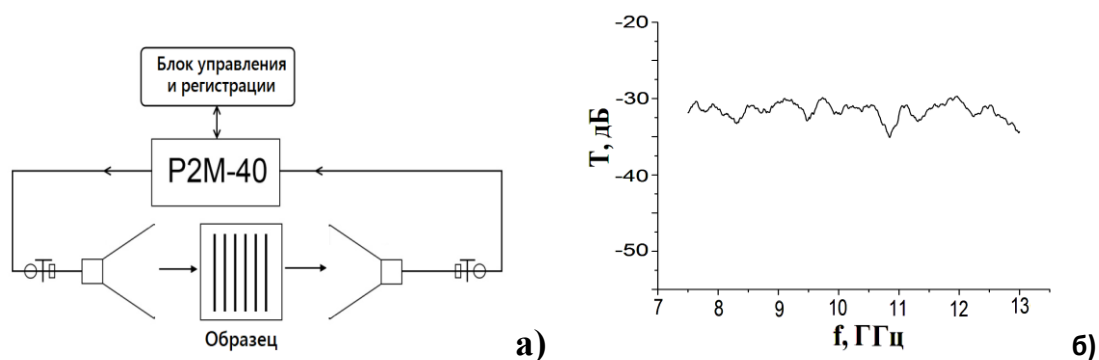 Блок управления
и регистрации
Р2М-40
Образец
а)
-20
-30
-40
-50
Т, дБ
7 8 9 10 11 12 13
f, ГГц
б)